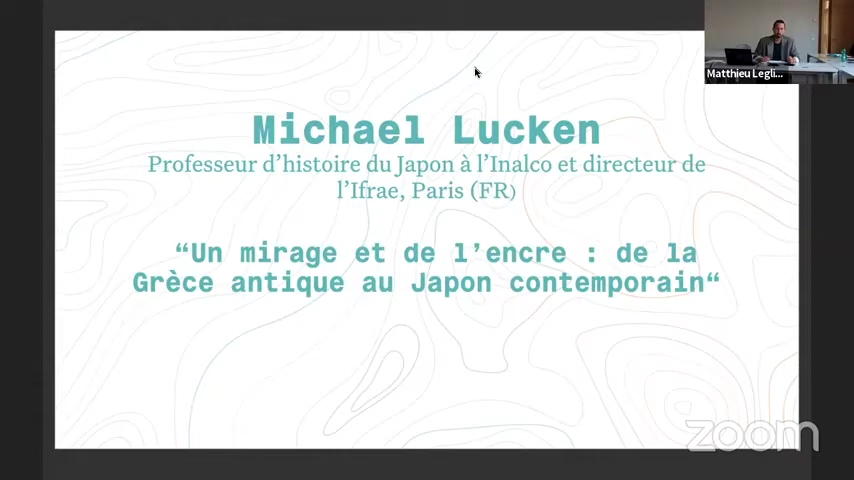 Matthieu Legli...
Michael Lucken
Professeur d'histoire du Japon à l'Inalco et directeur de
l'Ifrae, Paris (FR)
“Un mirage et de l'encre : de la
Grèce antique au Japon contemporain“
zoom